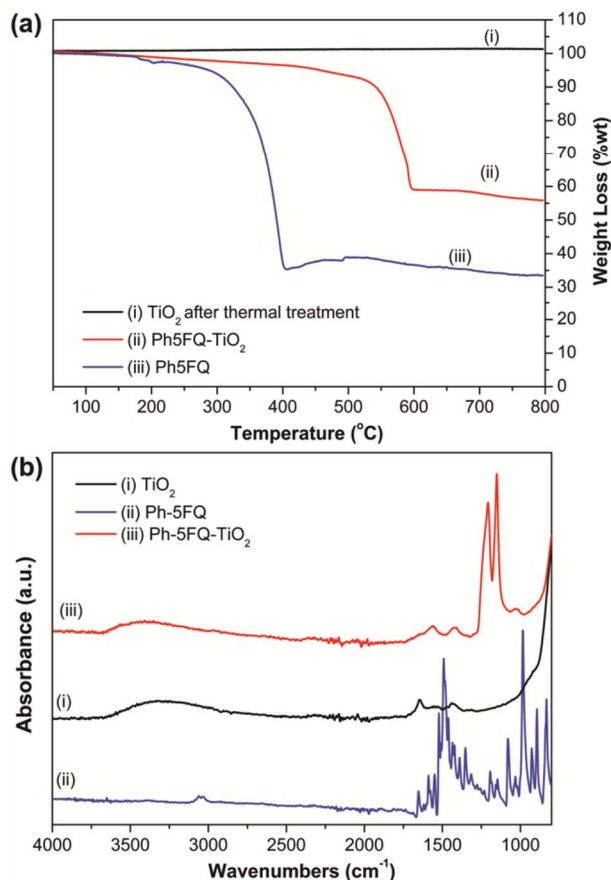 (a)
110
100
90
80
70
60
50
40
30
20
10
0
Weight Loss (%wt)
(i)
(ii)
(iii)
(i) TiO₂ after thermal treatment
(ii) Ph5FQ-TiO₂
(iii) Ph5FQ
100 200 300 400 500 600 700 800
Temperature (°C)
(b)
(i) TiO₂
(ii) Ph-5FQ
(iii) Ph-5FQ-TiO₂
Absorbance (a.u.)
(iii)
(i)
(ii)
4000 3500 3000 2500 2000 1500 1000
Wavenumbers (cm⁻¹)